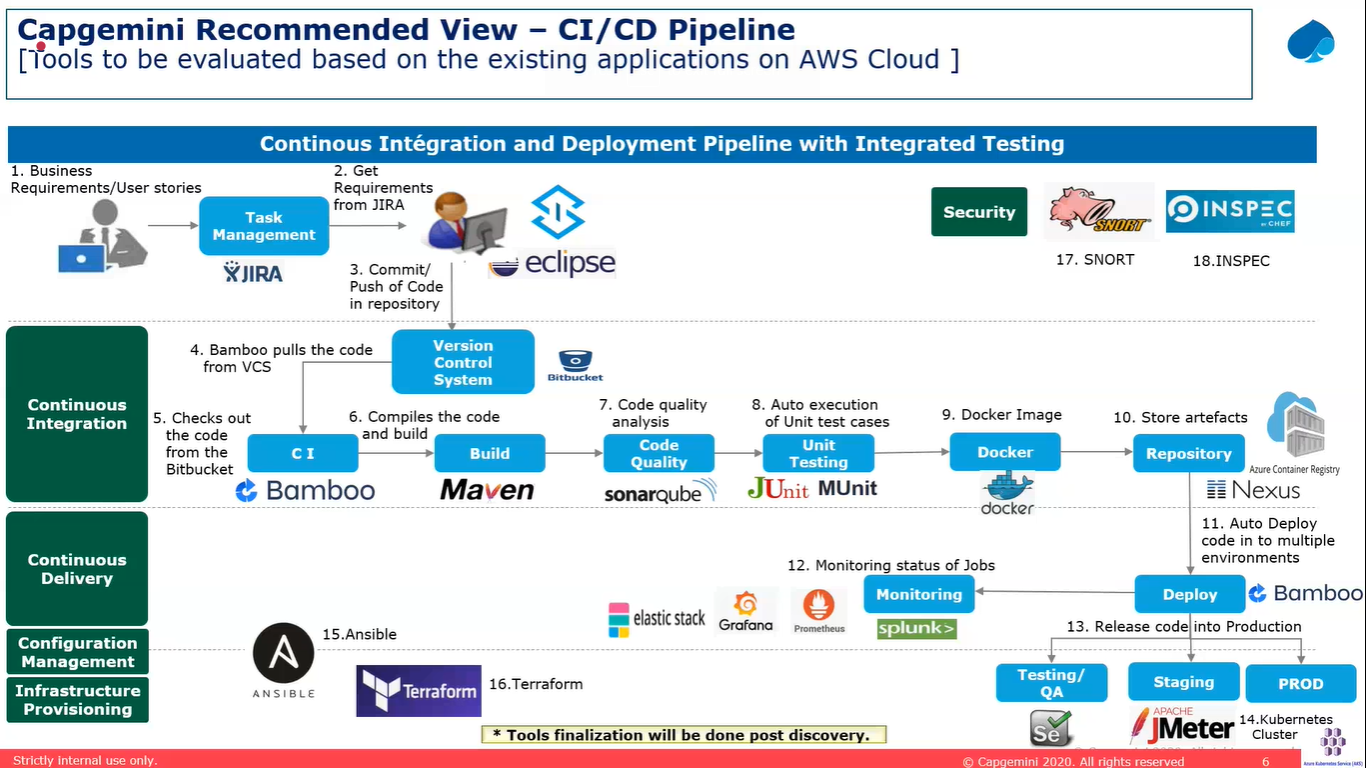 Capgemini Recommended View – CI/CD Pipeline
[Tools to be evaluated based on the existing applications on AWS Cloud ]
Continous Intégration and Deployment Pipeline with Integrated Testing
1. Business
Requirements/User stories
Task
Management
JIRA
2. Get
Requirements
from JIRA
eclipse
Security
SNORT
17. SNORT
INSPEC
BY CHEF
18.INSPEC
3. Commit/
Push of Code
in repository
Continuous
Integration
4. Bamboo pulls the code
from VCS
Version
Control
System
Bitbucket
5. Checks out
the code
from the
Bitbucket
C I
Bamboo
6. Compiles the code
and build
Build
Maven
7. Code quality
analysis
Code
Quality
sonarqube
8. Auto execution
of Unit test cases
Unit
Testing
JUnit MUnit
9. Docker Image
Docker
docker
10. Store artefacts
Repository
Azure Container Registry
Nexus
Continuous
Delivery
11. Auto Deploy
code in to multiple
environments
12. Monitoring status of Jobs
Monitoring
elastic stack
Grafana
Prometheus
splunk>
Deploy
Bamboo
13. Release code into Production
Configuration
Management
15.Ansible
ANSIBLE
Infrastructure
Provisioning
Terraform
16.Terraform
Testing/
QA
Se
Staging
APACHE
JMeter
PROD
14.Kubernetes
Cluster
Azure Kubernetes Service (AKS)
* Tools finalization will be done post discovery.
Strictly internal use only.
© Capgemini 2020. All rights reserved
6